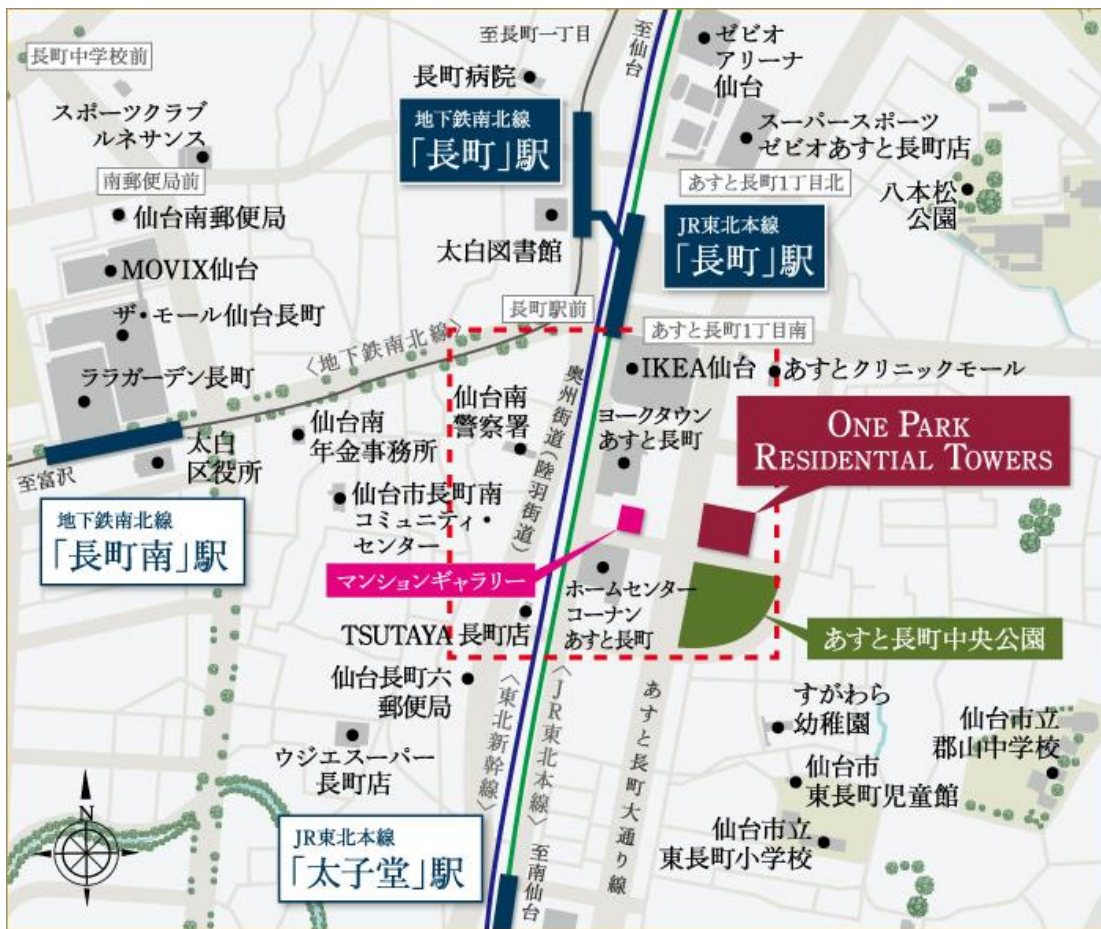 至長町一丁目
至仙台
長町中学校前
長町病院
ゼビオ
アリーナ
仙台
スポーツクラブ
ルネサンス
地下鉄南北線
「長町」駅
スーパースポーツ
ゼビオあすと長町店
南郵便局前
あすと長町1丁目北
八本松
公園
仙台南郵便局
太白図書館
JR東北本線
「長町」駅
MOVIX仙台
ザ・モール仙台長町
長町駅前
あすと長町1丁目南
〈地下鉄南北線〉
ララガーデン長町
IKEA仙台
あすとクリニックモール
仙台南
警察署
奥州街道(陸羽街道)
ヨークタウン
あすと長町
ONE PARK
RESIDENTIAL TOWERS
仙台南
年金事務所
太白
区役所
至富沢
仙台市長町南
コミュニティ・
センター
地下鉄南北線
「長町南」駅
マンションギャラリー
ホームセンター
コーナン
あすと長町
TSUTAYA 長町店
あすと長町中央公園
仙台長町六
郵便局
〈東北新幹線〉
〈JR東北本線〉
あすと長町大通り線
すがわら
幼稚園
仙台市立
郡山中学校
ウジエスーパー
長町店
仙台市
東長町児童館
N
JR東北本線
「太子堂」駅
仙台市立
東長町小学校
至南仙台